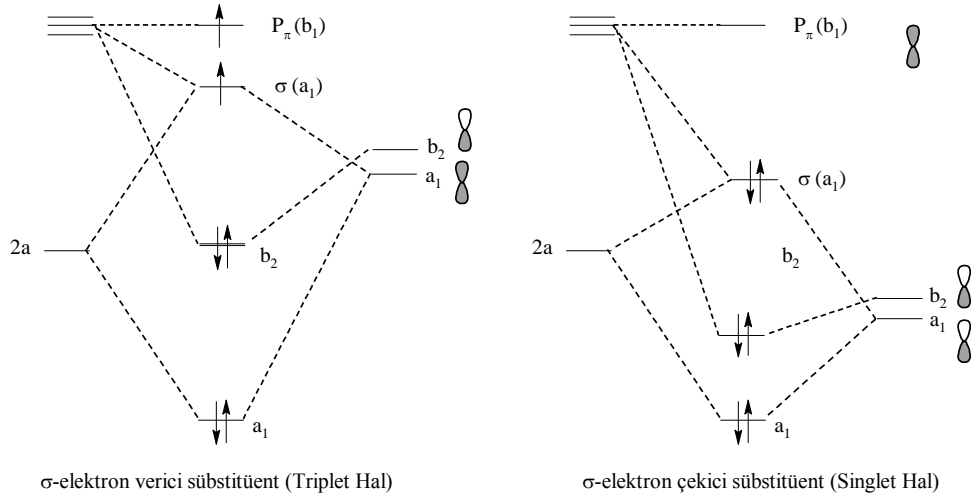 Pπ(b1)
σ (a1)
b2
a1
2a
b2
a1
σ-elektron verici sübstitüent (Triplet Hal)
Pπ(b1)
σ (a1)
2a
b2
b2
a1
a1
σ-elektron çekici sübstitüent (Singlet Hal)